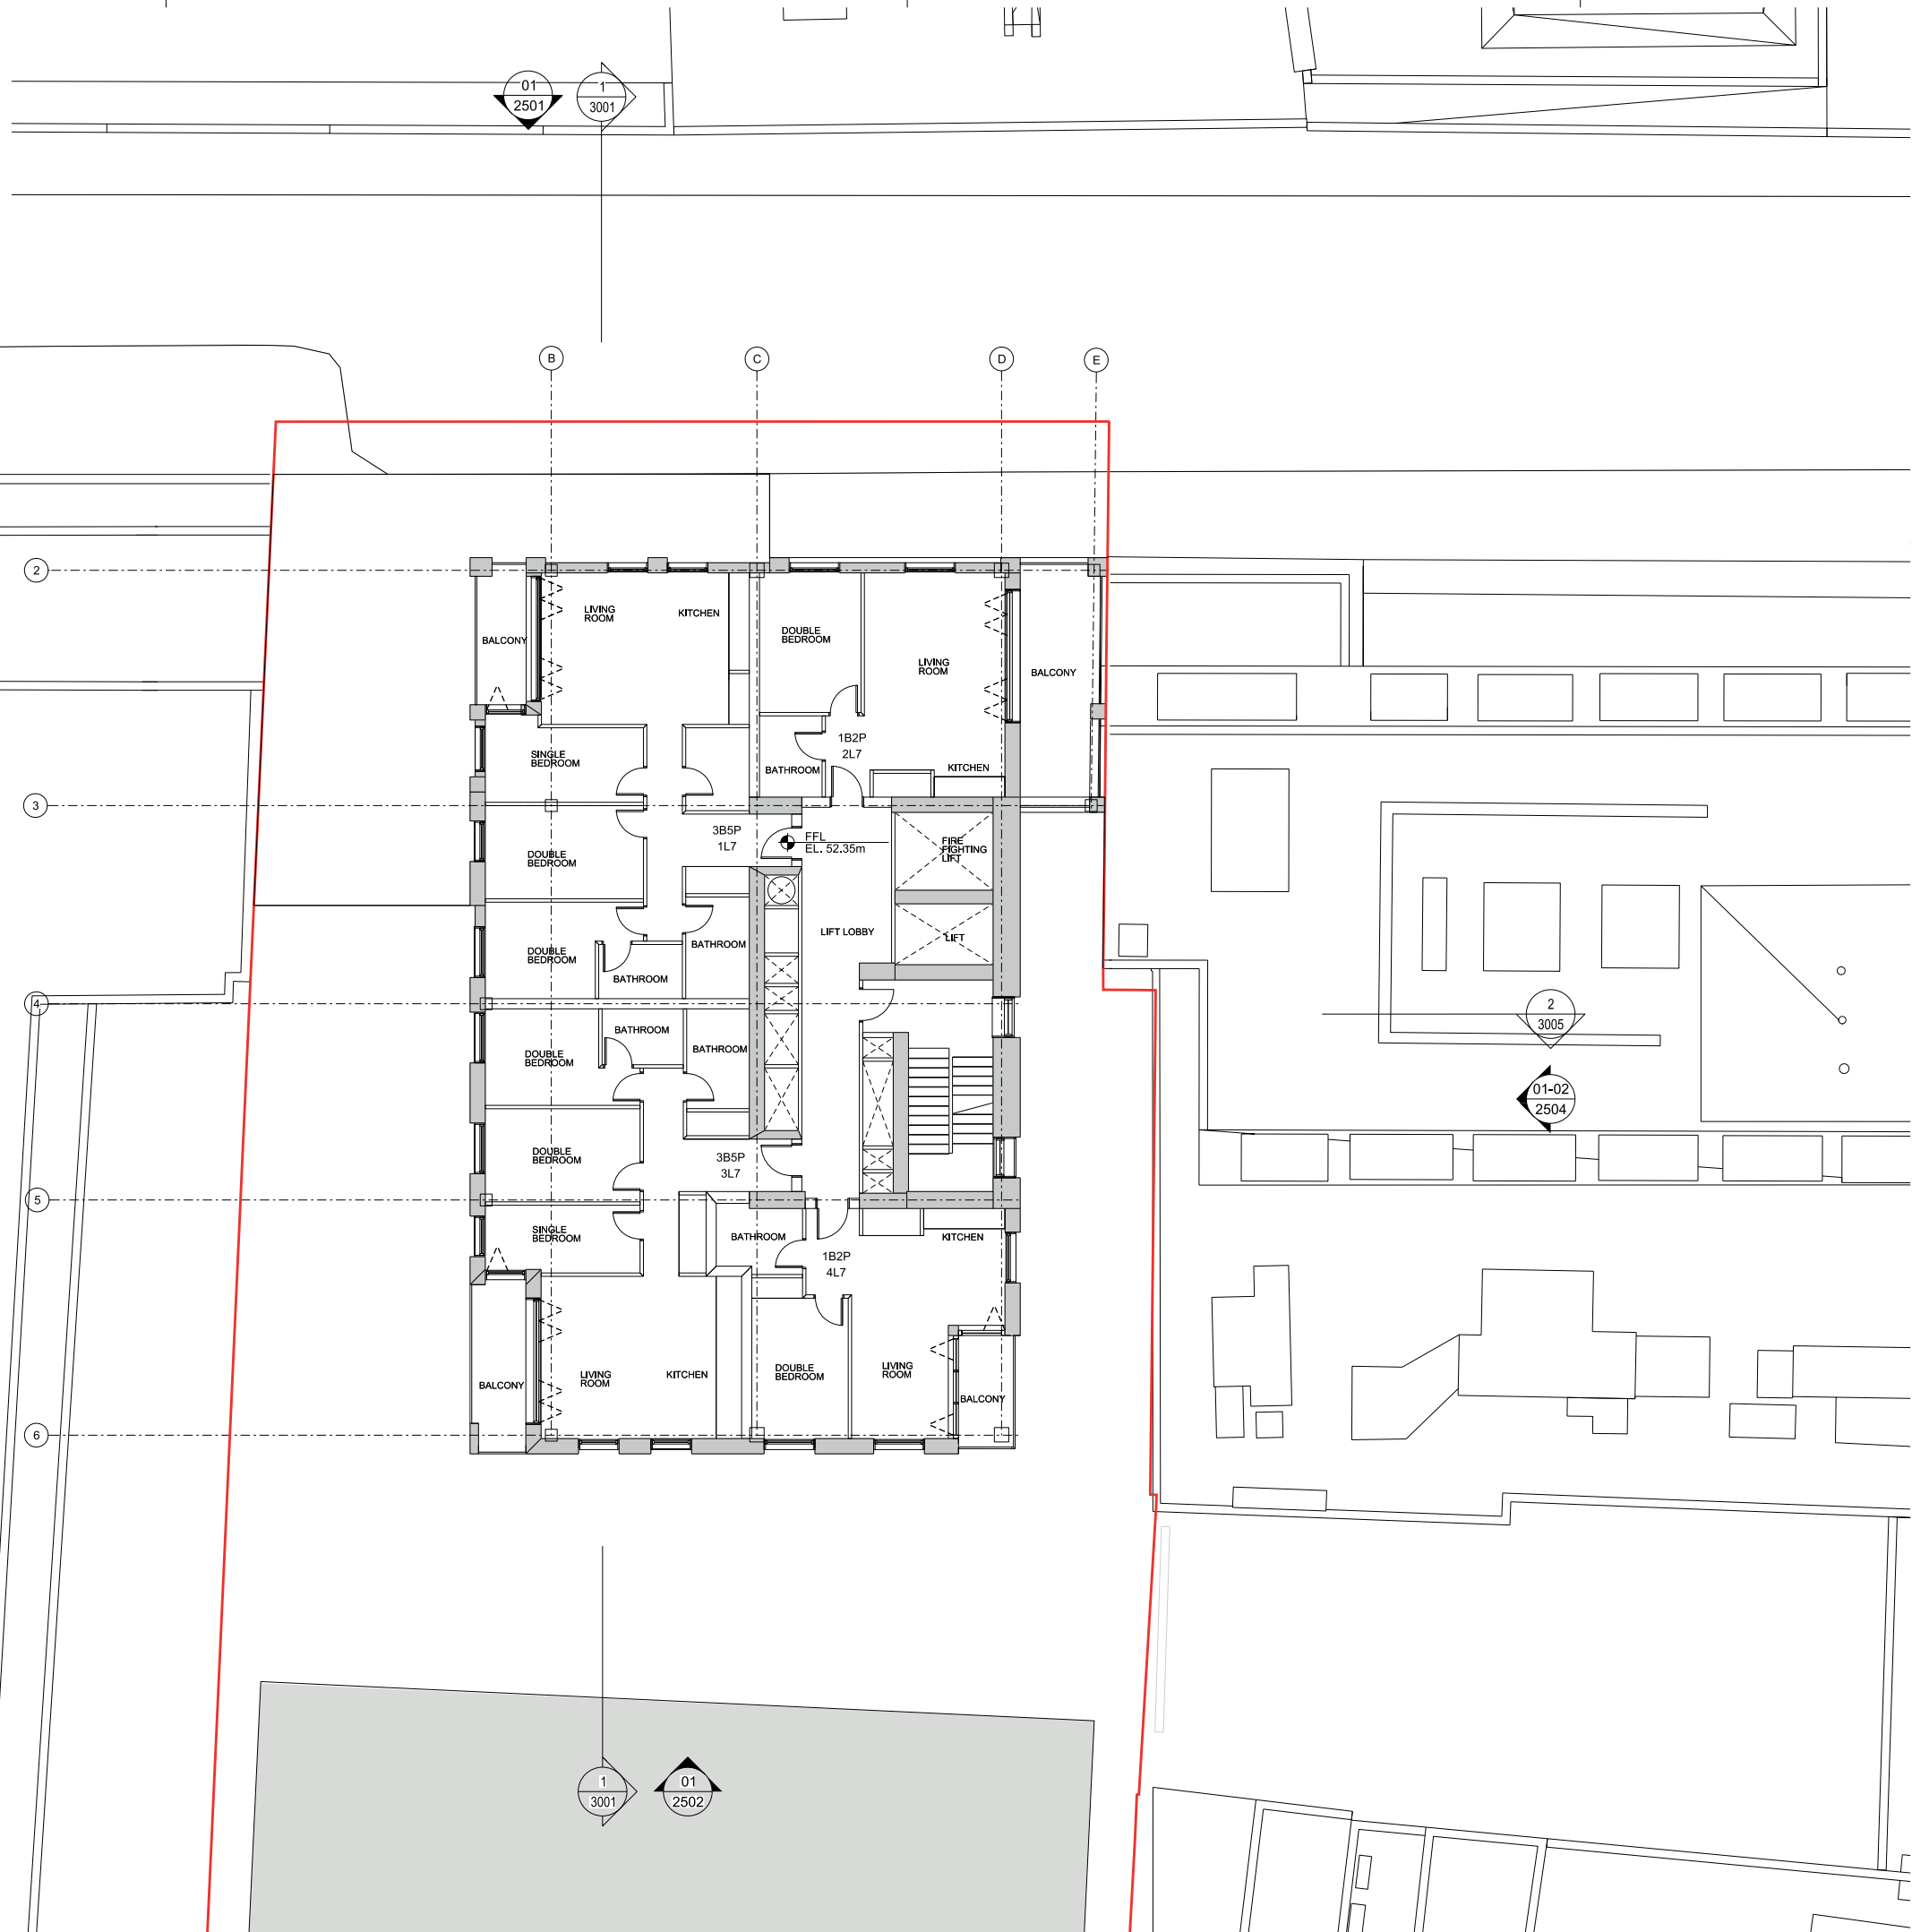 01
2501
1
3001
B
C
D
E
2
LIVING
ROOM
KITCHEN
BALCONY
DOUBLE
BEDROOM
LIVING
ROOM
BALCONY
SINGLE
BEDROOM
1B2P
2L7
BATHROOM
KITCHEN
3
3B5P
1L7
FFL
EL. 52.35m
FIRE
FIGHTING
LIFT
DOUBLE
BEDROOM
LIFT LOBBY
LIFT
DOUBLE
BEDROOM
BATHROOM
BATHROOM
4
2
3005
DOUBLE
BEDROOM
BATHROOM
BATHROOM
01-02
2504
DOUBLE
BEDROOM
3B5P
3L7
5
SINGLE
BEDROOM
BATHROOM
1B2P
4L7
KITCHEN
BALCONY
LIVING
ROOM
KITCHEN
DOUBLE
BEDROOM
LIVING
ROOM
BALCONY
6
1
3001
01
2502